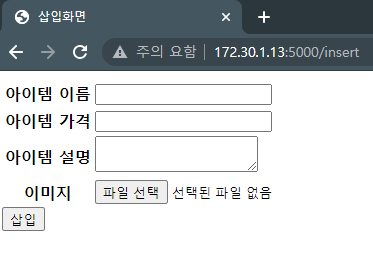 삽입화면
주의 요함 172.30.1.13:5000/insert
아이템 이름
아이템 가격
아이템 설명
이미지 파일 선택 선택된 파일 없음
삽입